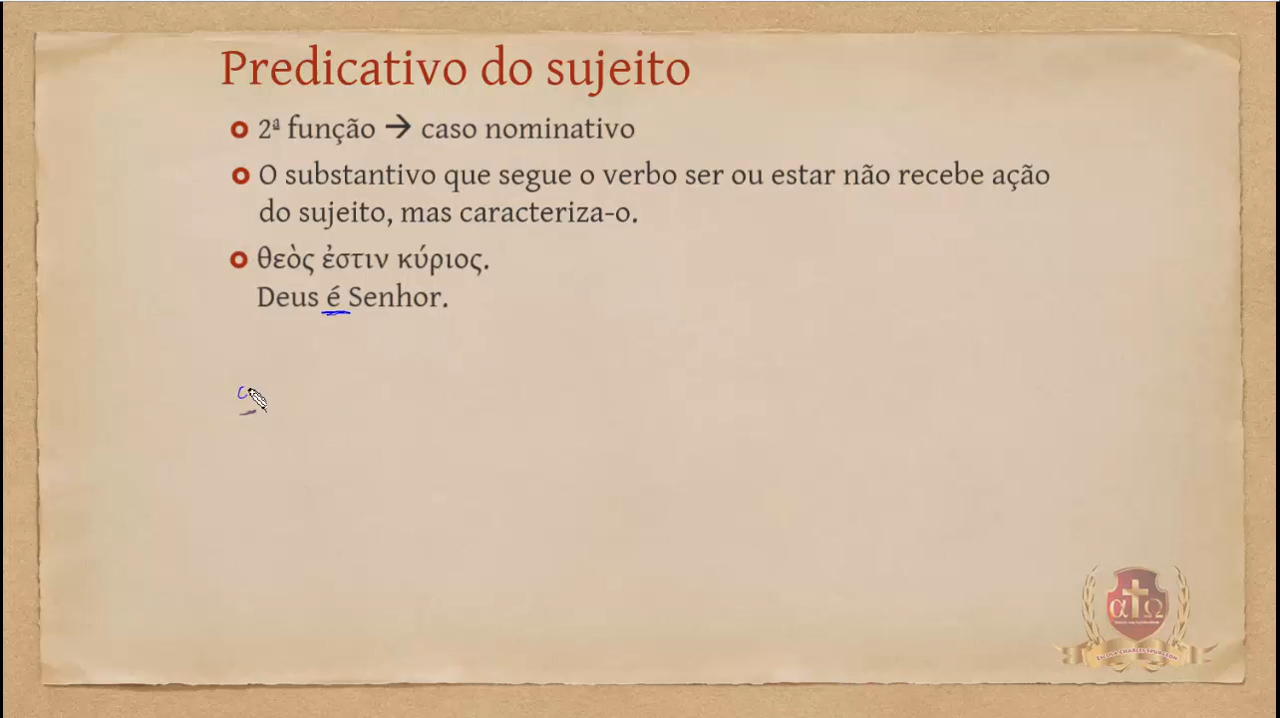 Predicativo do sujeito
2ª função → caso nominativo
O substantivo que segue o verbo ser ou estar não recebe ação
do sujeito, mas caracteriza-o.
θεὸς ἐστιν κύριος.
Deus é Senhor.
α Ω